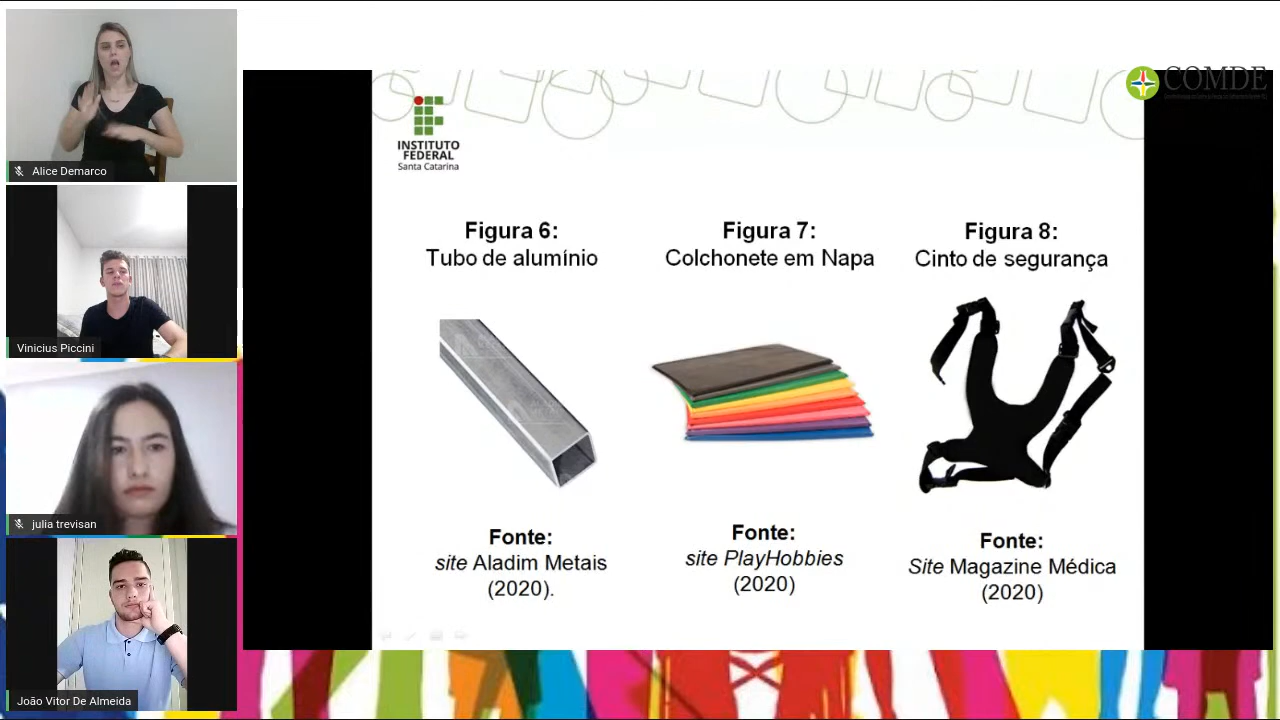 Alice Demarco
Vinicius Piccini
julia trevisan
João Vitor De Almeida
COMDE
INSTITUTO
FEDERAL
Santa Catarina
Figura 6:
Tubo de alumínio
Figura 7:
Colchonete em Napa
Figura 8:
Cinto de segurança
Fonte:
site Aladim Metais
(2020).
Fonte:
site PlayHobbies
(2020)
Fonte:
Site Magazine Médica
(2020)